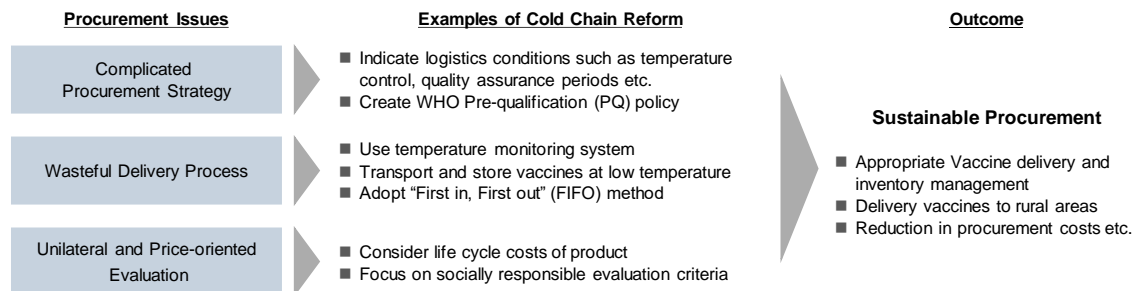 Procurement Issues
Examples of Cold Chain Reform
Outcome
Complicated
Procurement Strategy
■ Indicate logistics conditions such as temperature
control, quality assurance periods etc.
■ Create WHO Pre-qualification (PQ) policy
Wasteful Delivery Process
■ Use temperature monitoring system
■ Transport and store vaccines at low temperature
■ Adopt “First in, First out” (FIFO) method
Unilateral and Price-oriented
Evaluation
■ Consider life cycle costs of product
■ Focus on socially responsible evaluation criteria
Sustainable Procurement
■ Appropriate Vaccine delivery and
inventory management
■ Delivery vaccines to rural areas
■ Reduction in procurement costs etc.